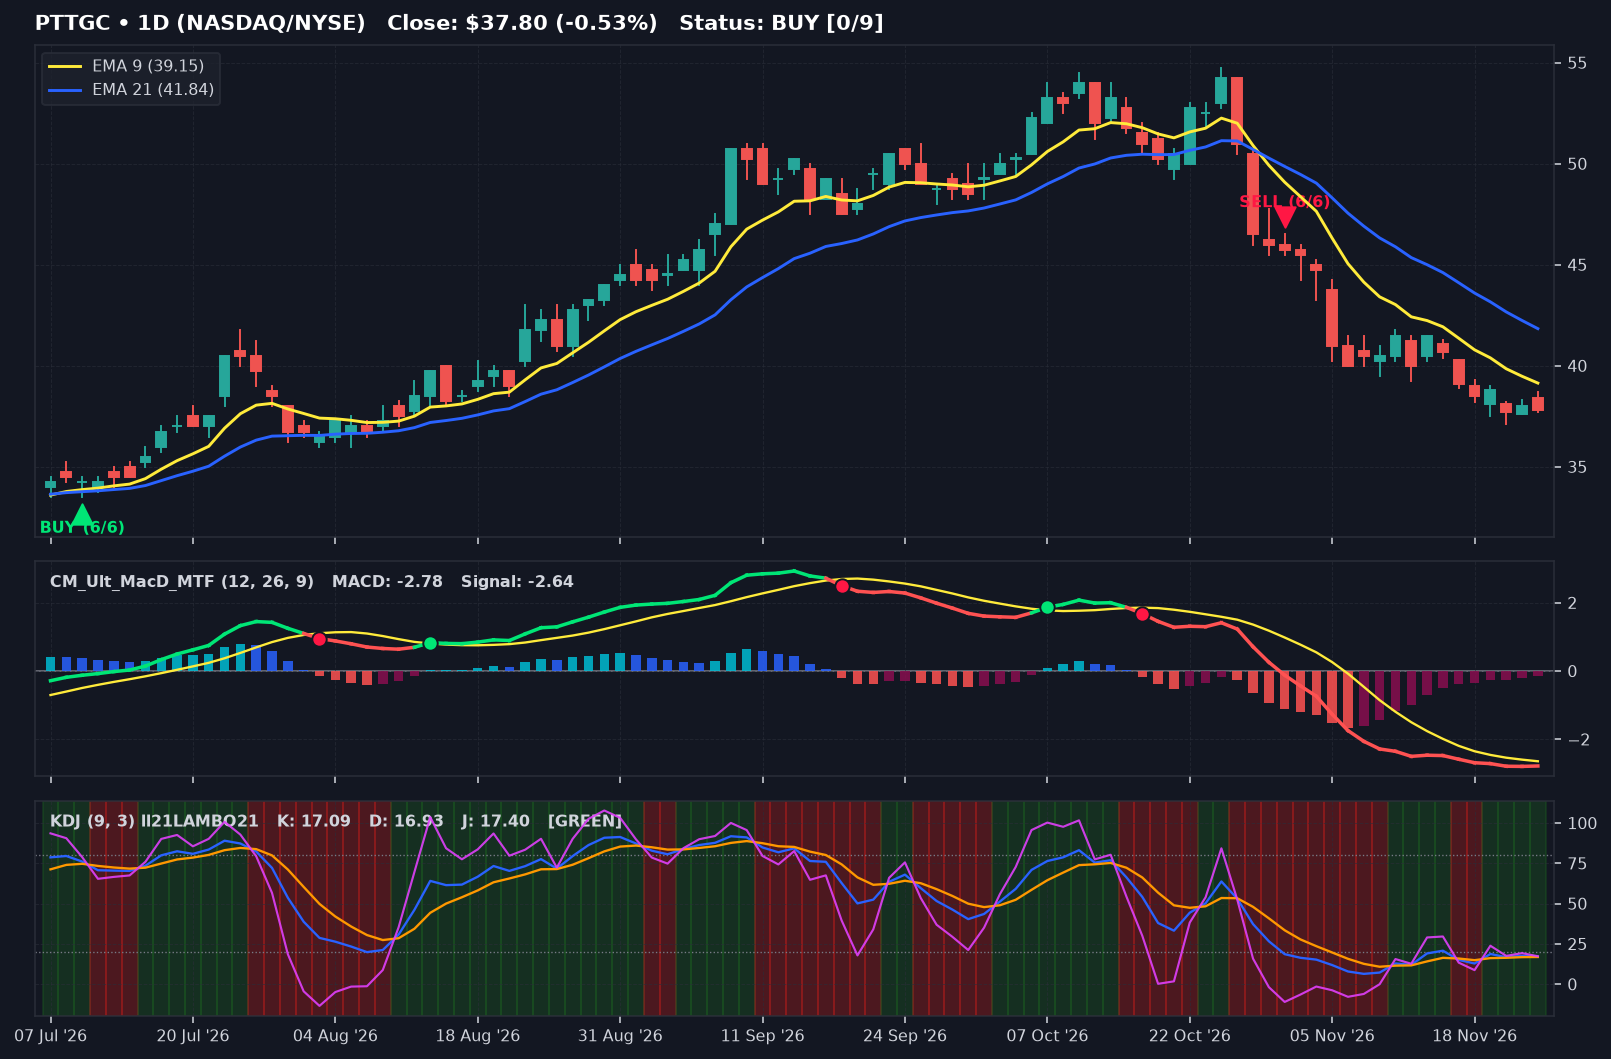 PTTGC • 1D (NASDAQ/NYSE)   Close: $37.80 (-0.53%)   Status: BUY [0/9]
EMA 9 (39.15)
EMA 21 (41.84)
55
50
45
40
35
SELL (6/6)
BUY (6/6)
CM_Ult_MacD_MTF (12, 26, 9)   MACD: -2.78   Signal: -2.64
2
0
−2
KDJ (9, 3) II21LAMBO21   K: 17.09   D: 16.93   J: 17.40   [GREEN]
100
75
50
25
0
07 Jul '26
20 Jul '26
04 Aug '26
18 Aug '26
31 Aug '26
11 Sep '26
24 Sep '26
07 Oct '26
22 Oct '26
05 Nov '26
18 Nov '26